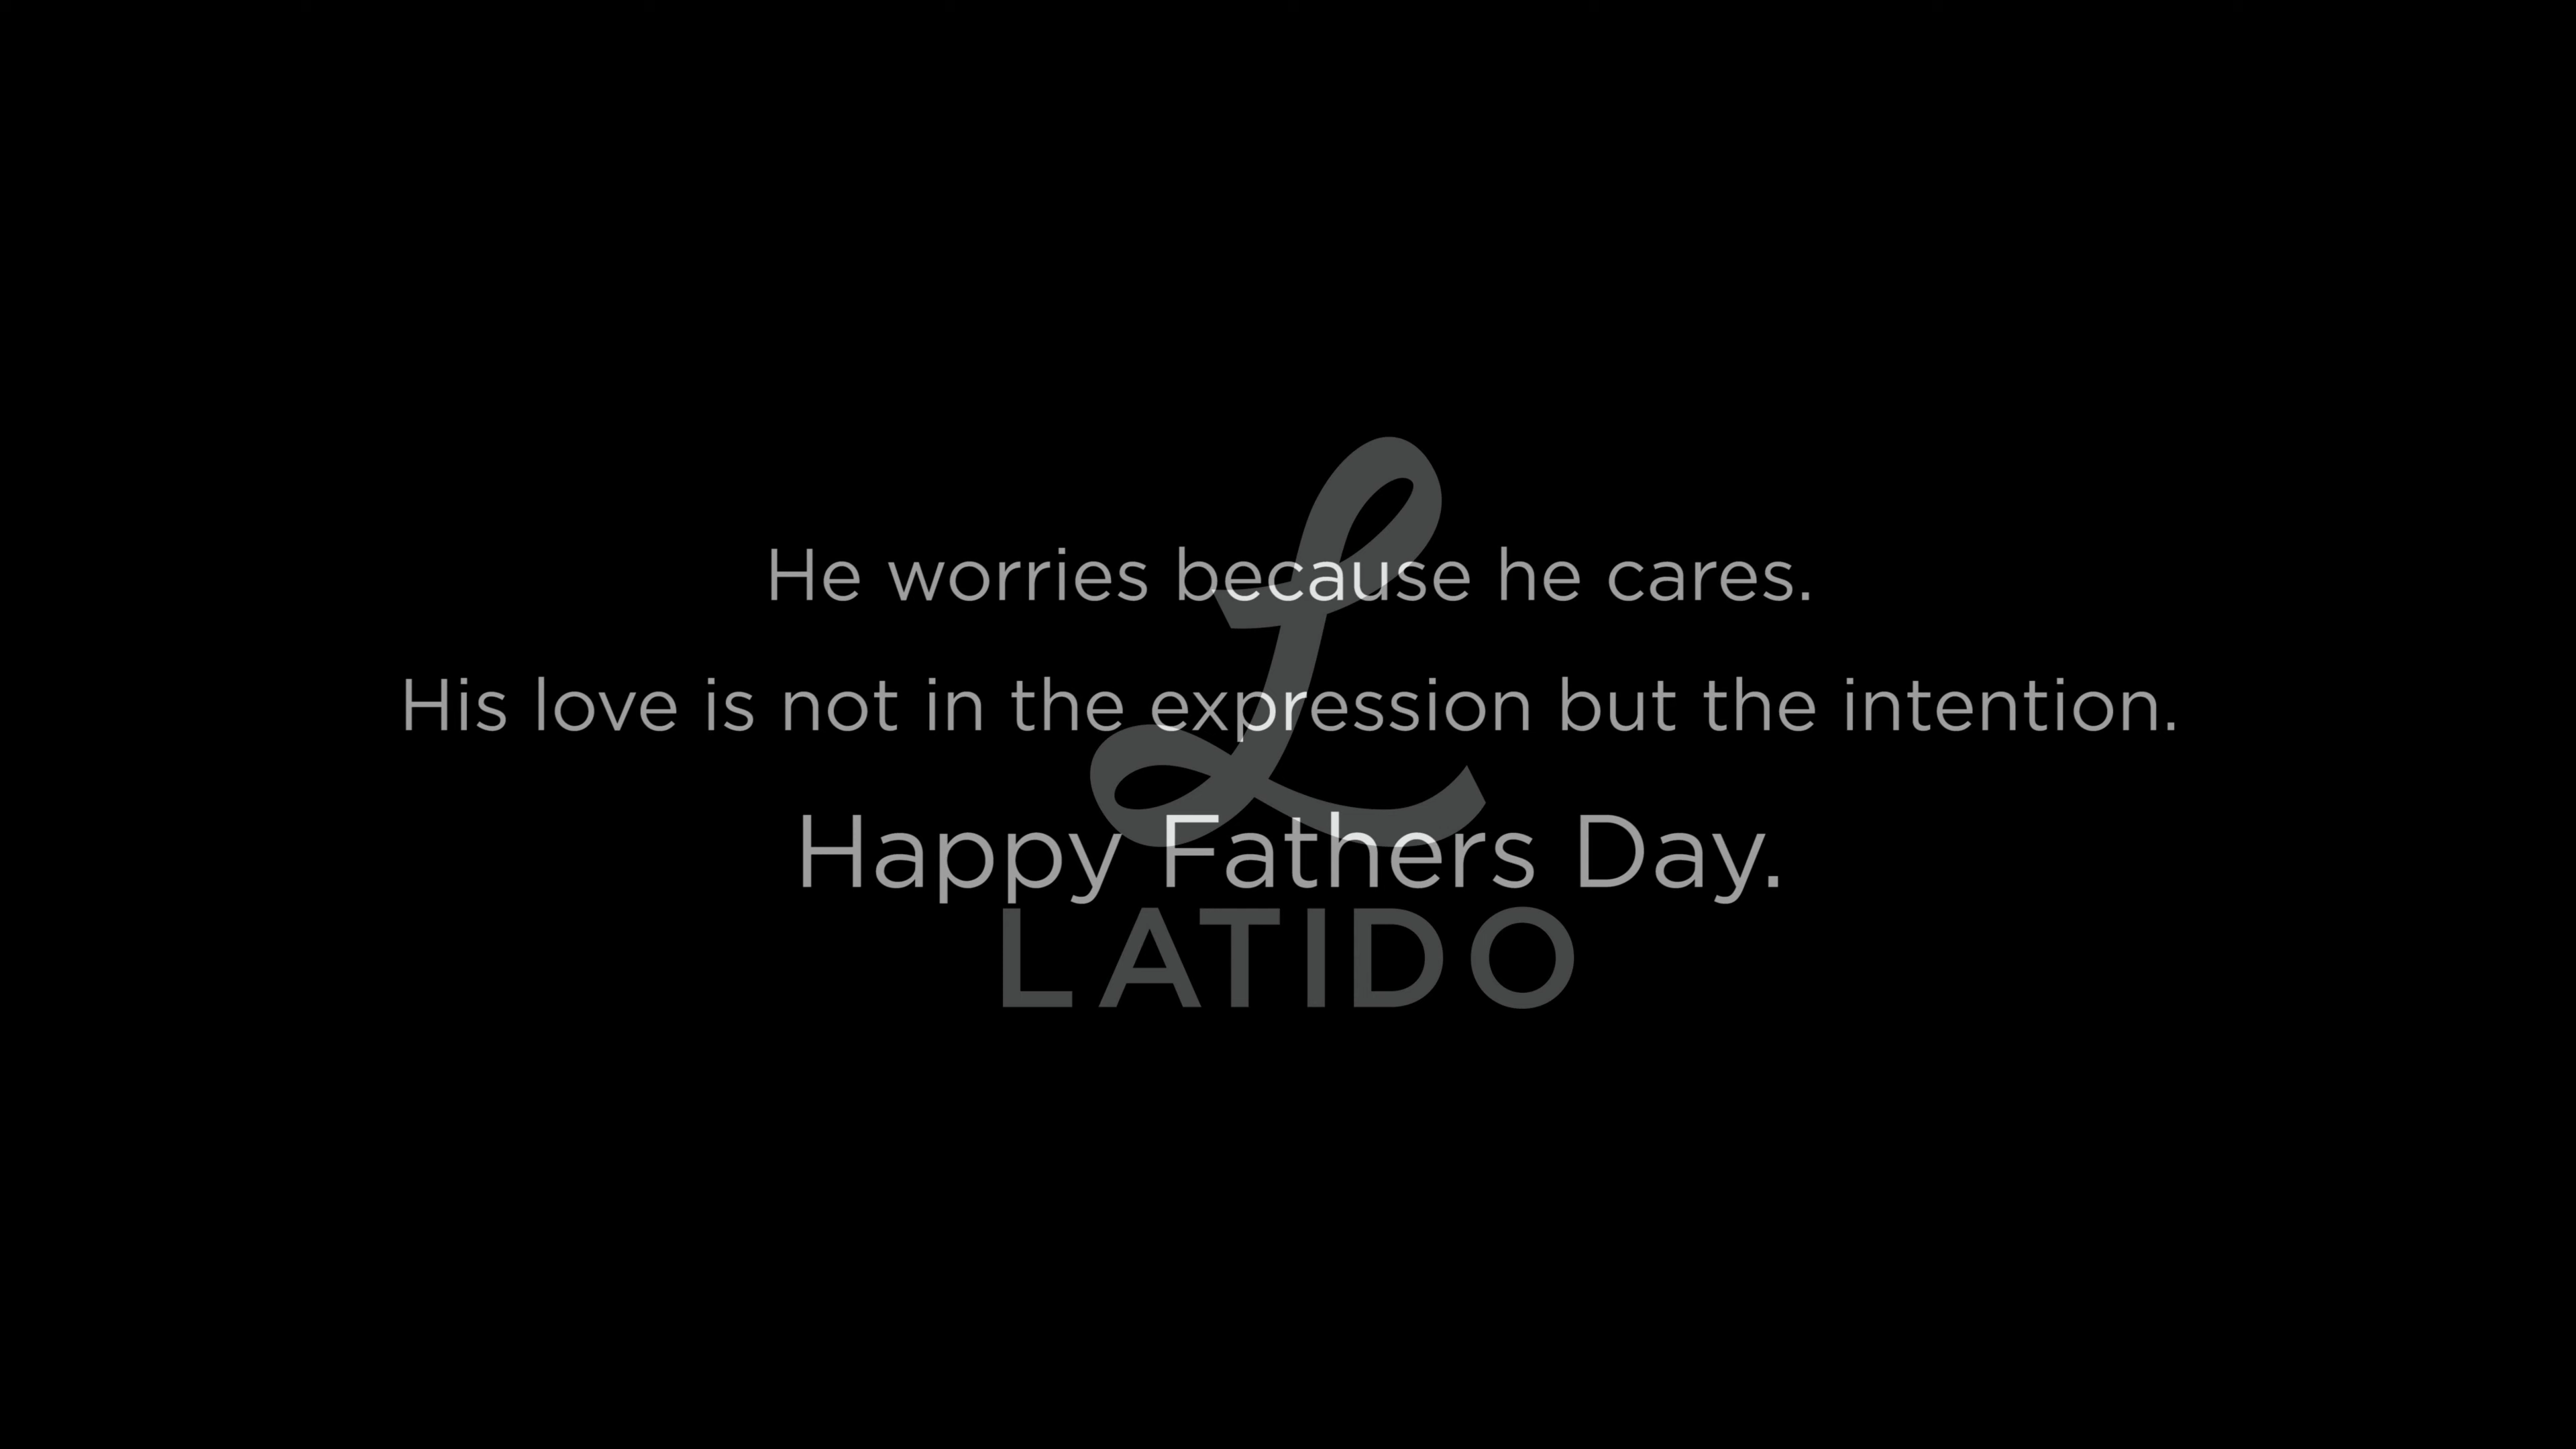 He worries because he cares.
His love is not in the expression but the intention.
Happy Fathers Day.
L
LATIDO